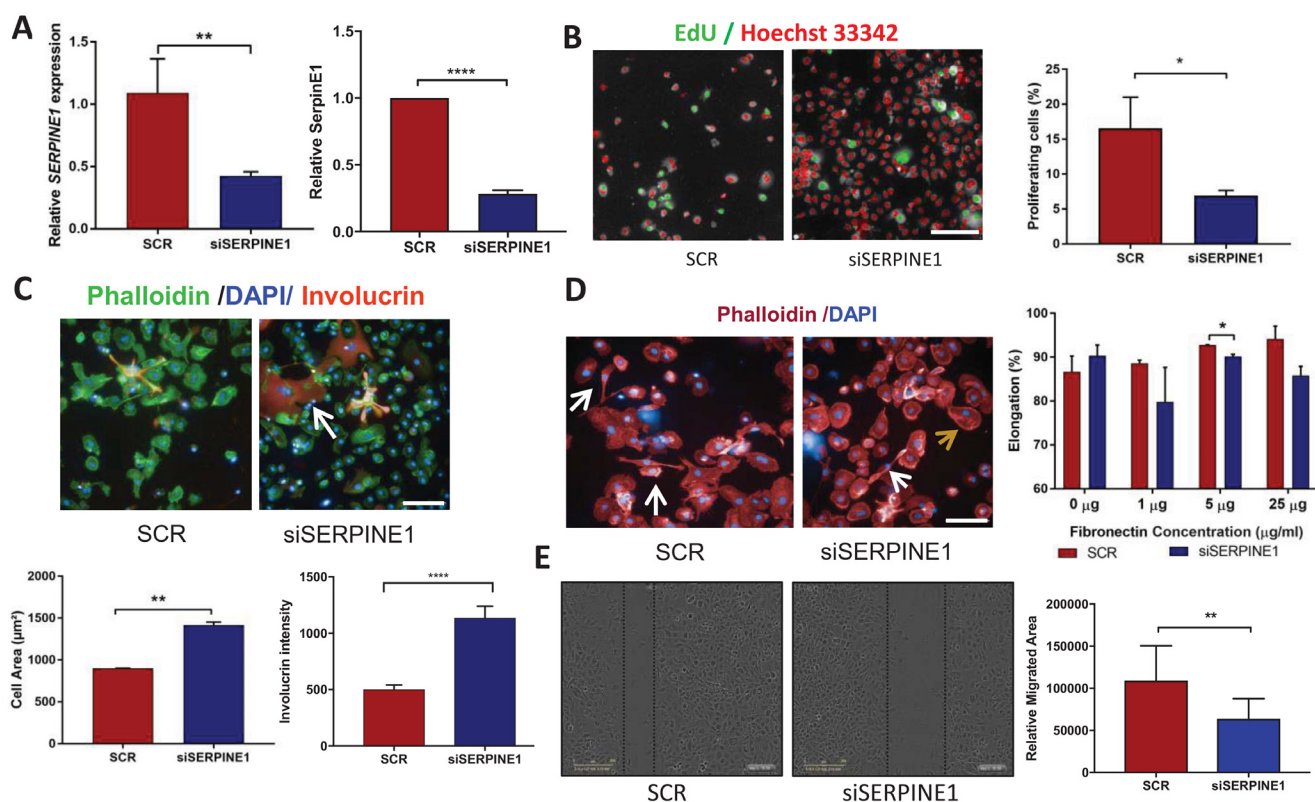 A
Relative SERPINE1 expression
1.5
1.0
0.5
0.0
**
SCR
siSERPINE1
Relative SerpinE1
1.5
1.0
0.5
0.0
****
SCR
siSERPINE1
B
EdU / Hoechst 33342
SCR
siSERPINE1
Proliferating cells (%)
25
20
15
10
5
0
*
SCR
siSERPINE1
C
Phalloidin /DAPI/ Involucrin
SCR
siSERPINE1
Cell Area (µm²)
2000
1500
1000
500
0
**
SCR
siSERPINE1
Involucrin intensity
1500
1000
500
0
****
SCR
siSERPINE1
D
Phalloidin /DAPI
SCR
siSERPINE1
Elongation (%)
100
90
80
70
60
*
0 µg
1 µg
5 µg
25 µg
Fibronectin Concentration (µg/ml)
SCR
siSERPINE1
E
SCR
siSERPINE1
Relative Migrated Area
200000
150000
100000
50000
0
**
SCR
siSERPINE1